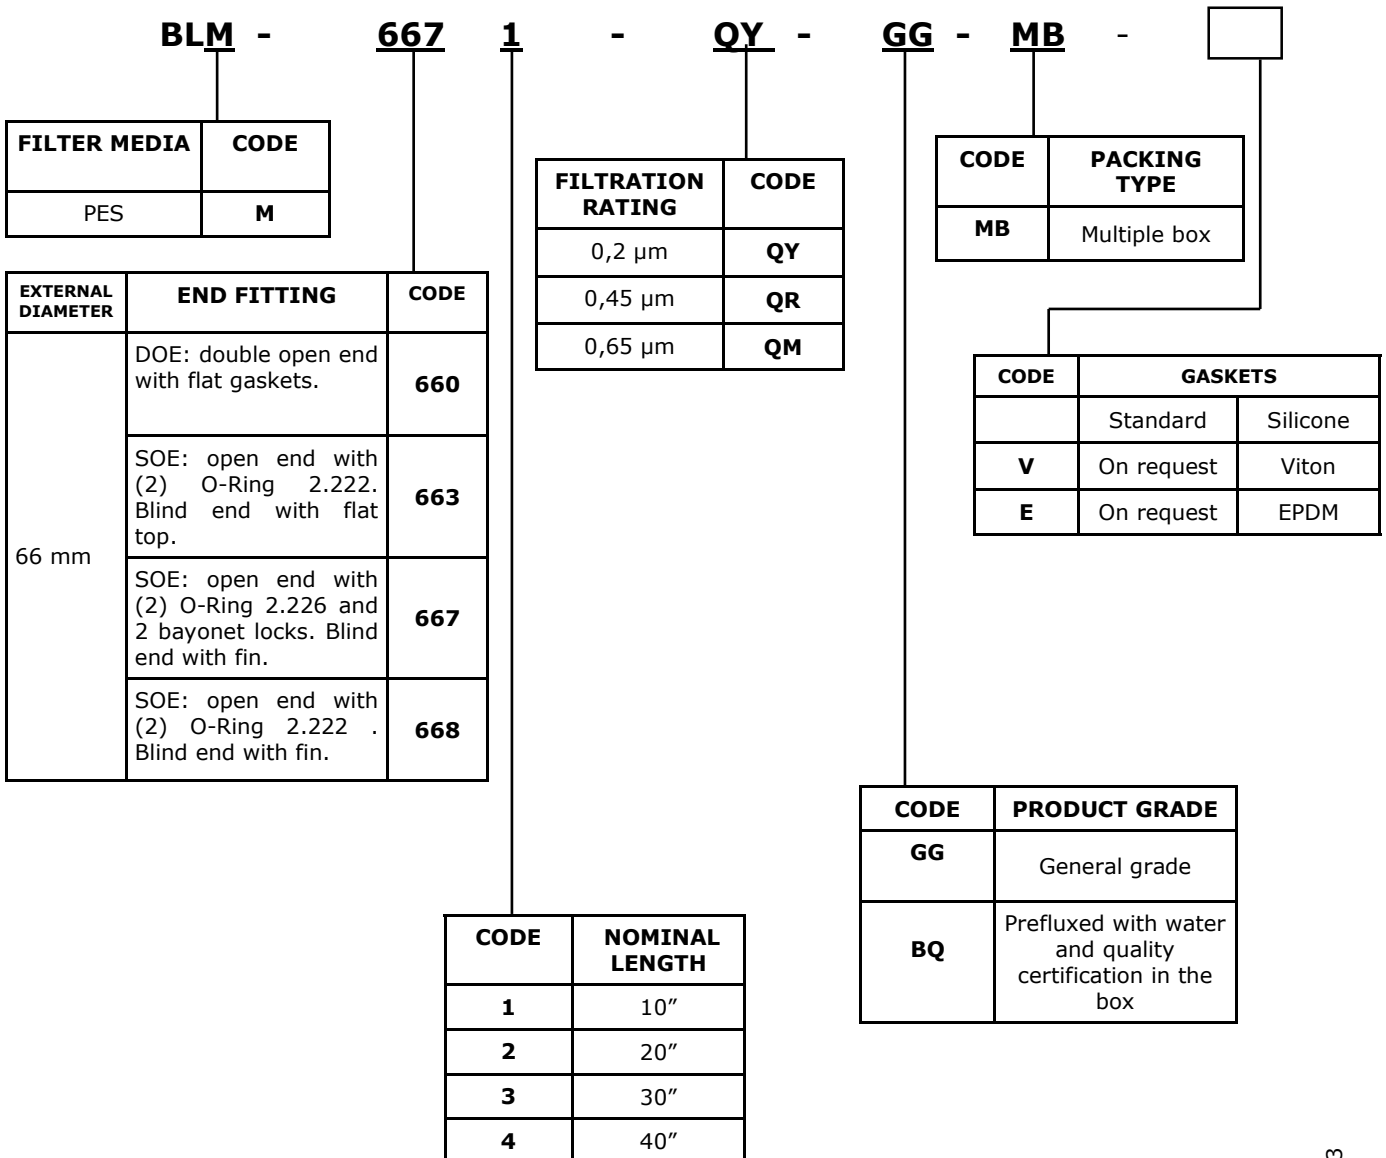 BLM - 667 1 - QY - GG - MB -
FILTER MEDIA CODE
PES M
EXTERNAL DIAMETER END FITTING CODE
66 mm
DOE: double open end
with flat gaskets.
660
SOE: open end with
(2) O-Ring 2.222.
Blind end with flat
top.
663
SOE: open end with
(2) O-Ring 2.226 and
2 bayonet locks. Blind
end with fin.
667
SOE: open end with
(2) O-Ring 2.222 .
Blind end with fin.
668
FILTRATION
RATING
CODE
0,2 µm QY
0,45 µm QR
0,65 µm QM
CODE
PACKING
TYPE
MB Multiple box
CODE GASKETS
Standard Silicone
V On request Viton
E On request EPDM
CODE PRODUCT GRADE
GG General grade
BQ
Prefluxed with water
and quality
certification in the
box
CODE
NOMINAL
LENGTH
1 10”
2 20”
3 30”
4 40”
3